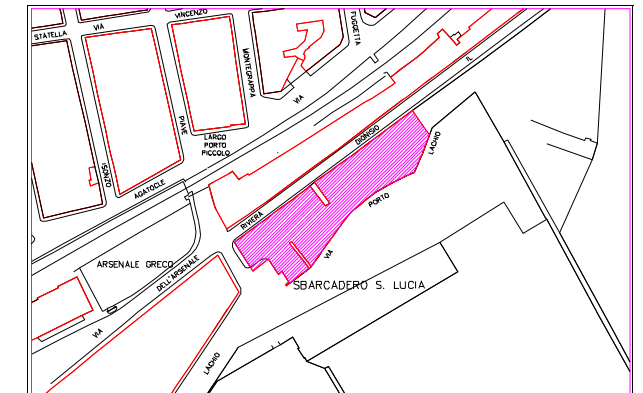 STATELLA
VIA
VINCENZO
FUGGETTA
MONTEGRAPPA
VIA
IL
PIAVE
LARGO
PORTO
PICCOLO
DIONISIO
LACHIO
ISONZO
AGATOCLE
PORTO
RIVIERA
VIA
ARSENALE GRECO
DELL'ARSENALE
SBARCADERO S. LUCIA
VIA
LACHIO